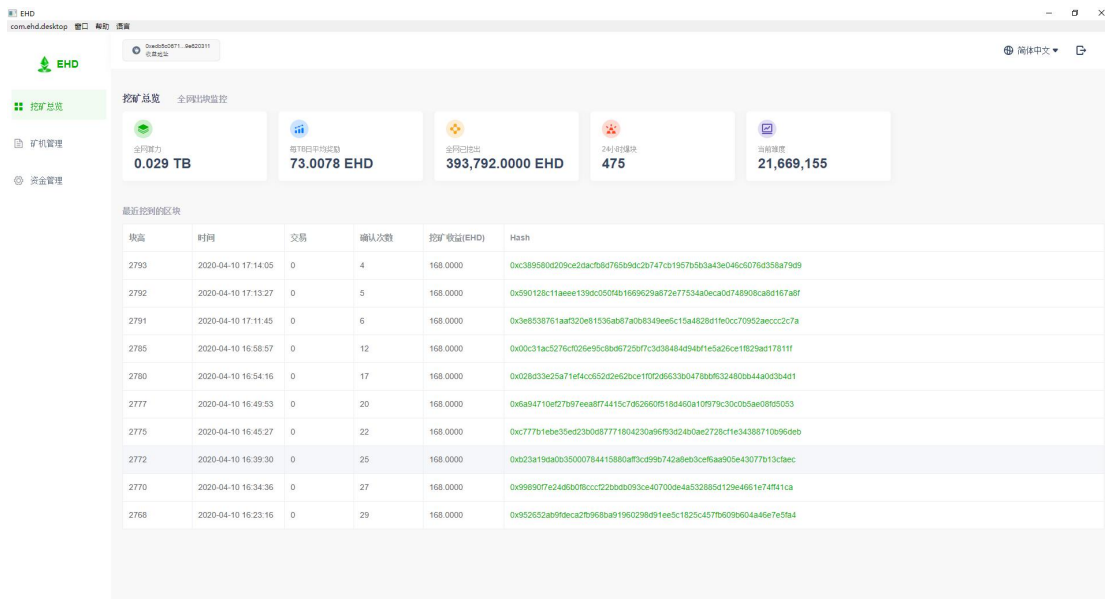 EHD
com.ehd.desktop 窗口 帮助 语言
EHD
收益地址
简体中文
挖矿总览
矿机管理
资金管理
挖矿总览 全网出块监控
全网算力
0.029 TB
每TB日平均奖励
73.0078 EHD
全网已挖出
393,792.0000 EHD
24小时爆块
475
当前难度
21,669,155
最近挖到的区块
块高 时间 交易 确认次数 挖矿收益(EHD) Hash
2793 2020-04-10 17:14:05 0 4 168.0000 0xc389580d209ce2dacfb8d765b9dc2b747cb1957b5b3a43e046c6076d358a79d9
2792 2020-04-10 17:13:27 0 5 168.0000 0x590128c11aeee139dc050f4b1669629a872e77534a0eca0d748908ca8d167a8f
2791 2020-04-10 17:11:45 0 6 168.0000 0x3e8538761aaf320e81536ab87a0b8349ee6c15a4828d1fe0cc70952aeccc2c7a
2785 2020-04-10 16:58:57 0 12 168.0000 0x00c31ac5276cf026e95c8bd6725bf7c3d38484d94bf1e5a26ce1f829ad17811f
2780 2020-04-10 16:54:16 0 17 168.0000 0x028d33e25a71ef4cc652d2e62bce1f0f2d6633b0478bbf632480bb44a0d3b4d1
2777 2020-04-10 16:49:53 0 20 168.0000 0x6a94710ef27b97eea8f74415c7d62660f518d460a10f979c30c0b5ae08fd5053
2775 2020-04-10 16:45:27 0 22 168.0000 0xc777b1ebe35ed23b0d87771804230a96f93d24b0ae2728cf1e34388710b96deb
2772 2020-04-10 16:39:30 0 25 168.0000 0xb23a19da0b35000784415880aff3cd99b742a8eb3cef6aa905e43077b13cfaec
2770 2020-04-10 16:34:36 0 27 168.0000 0x99890f7e24d6b0f8cccf22bbdb093ce40700de4a532885d129e4661e74ff41ca
2768 2020-04-10 16:23:16 0 29 168.0000 0x952652ab9fdeca2fb968ba91960298d91ee5c1825c457fb609b604a46e7e5fa4